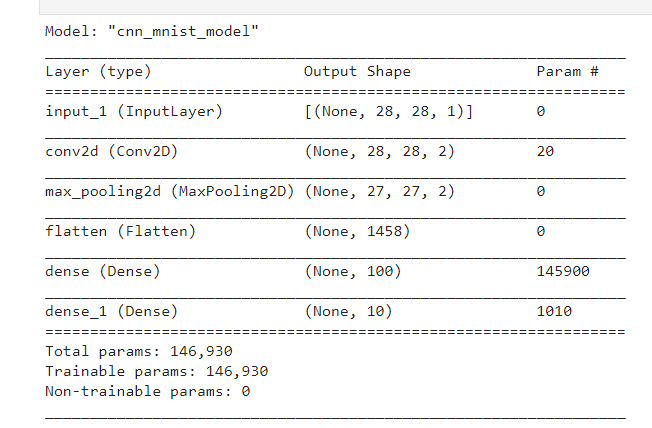 Model: "cnn_mnist_model"
_________________________________________________________________
Layer (type) Output Shape Param #
=================================================================
input_1 (InputLayer) [(None, 28, 28, 1)] 0
_________________________________________________________________
conv2d (Conv2D) (None, 28, 28, 2) 20
_________________________________________________________________
max_pooling2d (MaxPooling2D) (None, 27, 27, 2) 0
_________________________________________________________________
flatten (Flatten) (None, 1458) 0
_________________________________________________________________
dense (Dense) (None, 100) 145900
_________________________________________________________________
dense_1 (Dense) (None, 10) 1010
=================================================================
Total params: 146,930
Trainable params: 146,930
Non-trainable params: 0
_________________________________________________________________